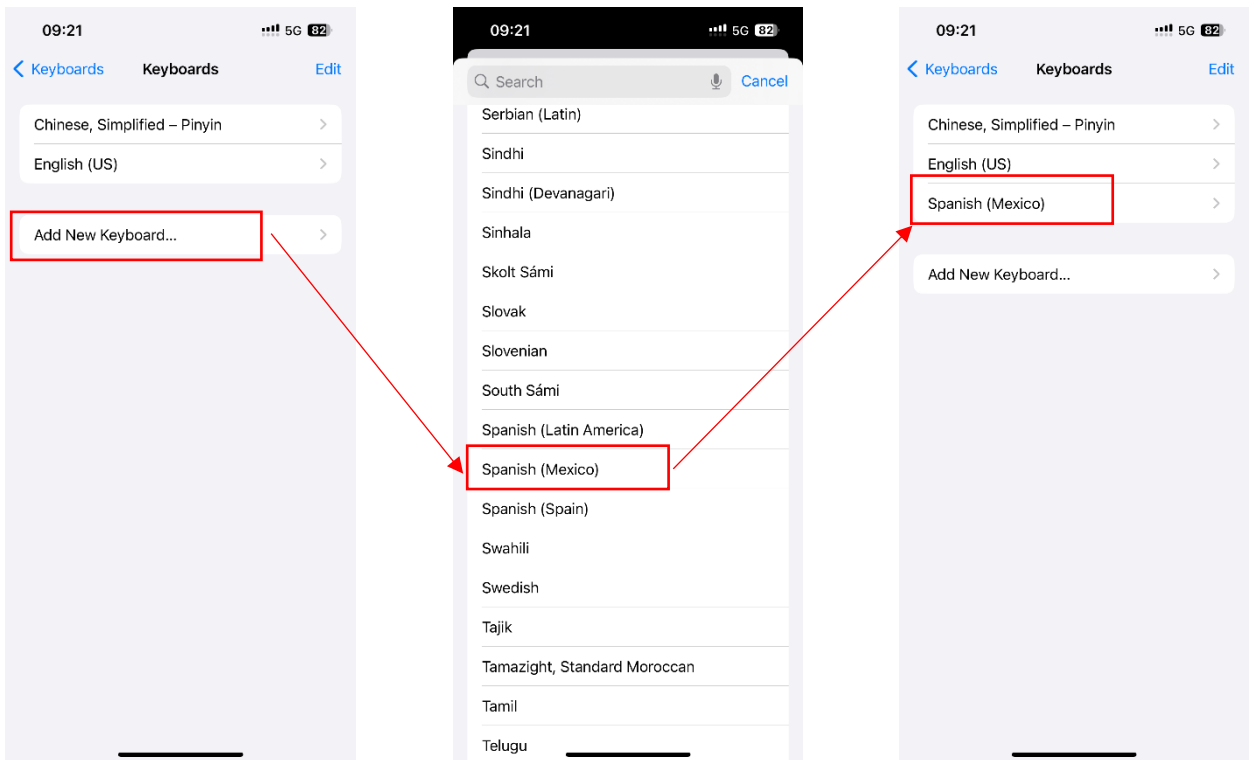 09:21 5G 82
Keyboards Keyboards Edit
Chinese, Simplified – Pinyin
English (US)
Add New Keyboard...
09:21 5G 82
Search Cancel
Serbian (Latin)
Sindhi
Sindhi (Devanagari)
Sinhala
Skolt Sámi
Slovak
Slovenian
South Sámi
Spanish (Latin America)
Spanish (Mexico)
Spanish (Spain)
Swahili
Swedish
Tajik
Tamazight, Standard Moroccan
Tamil
Telugu
09:21 5G 82
Keyboards Keyboards Edit
Chinese, Simplified – Pinyin
English (US)
Spanish (Mexico)
Add New Keyboard...